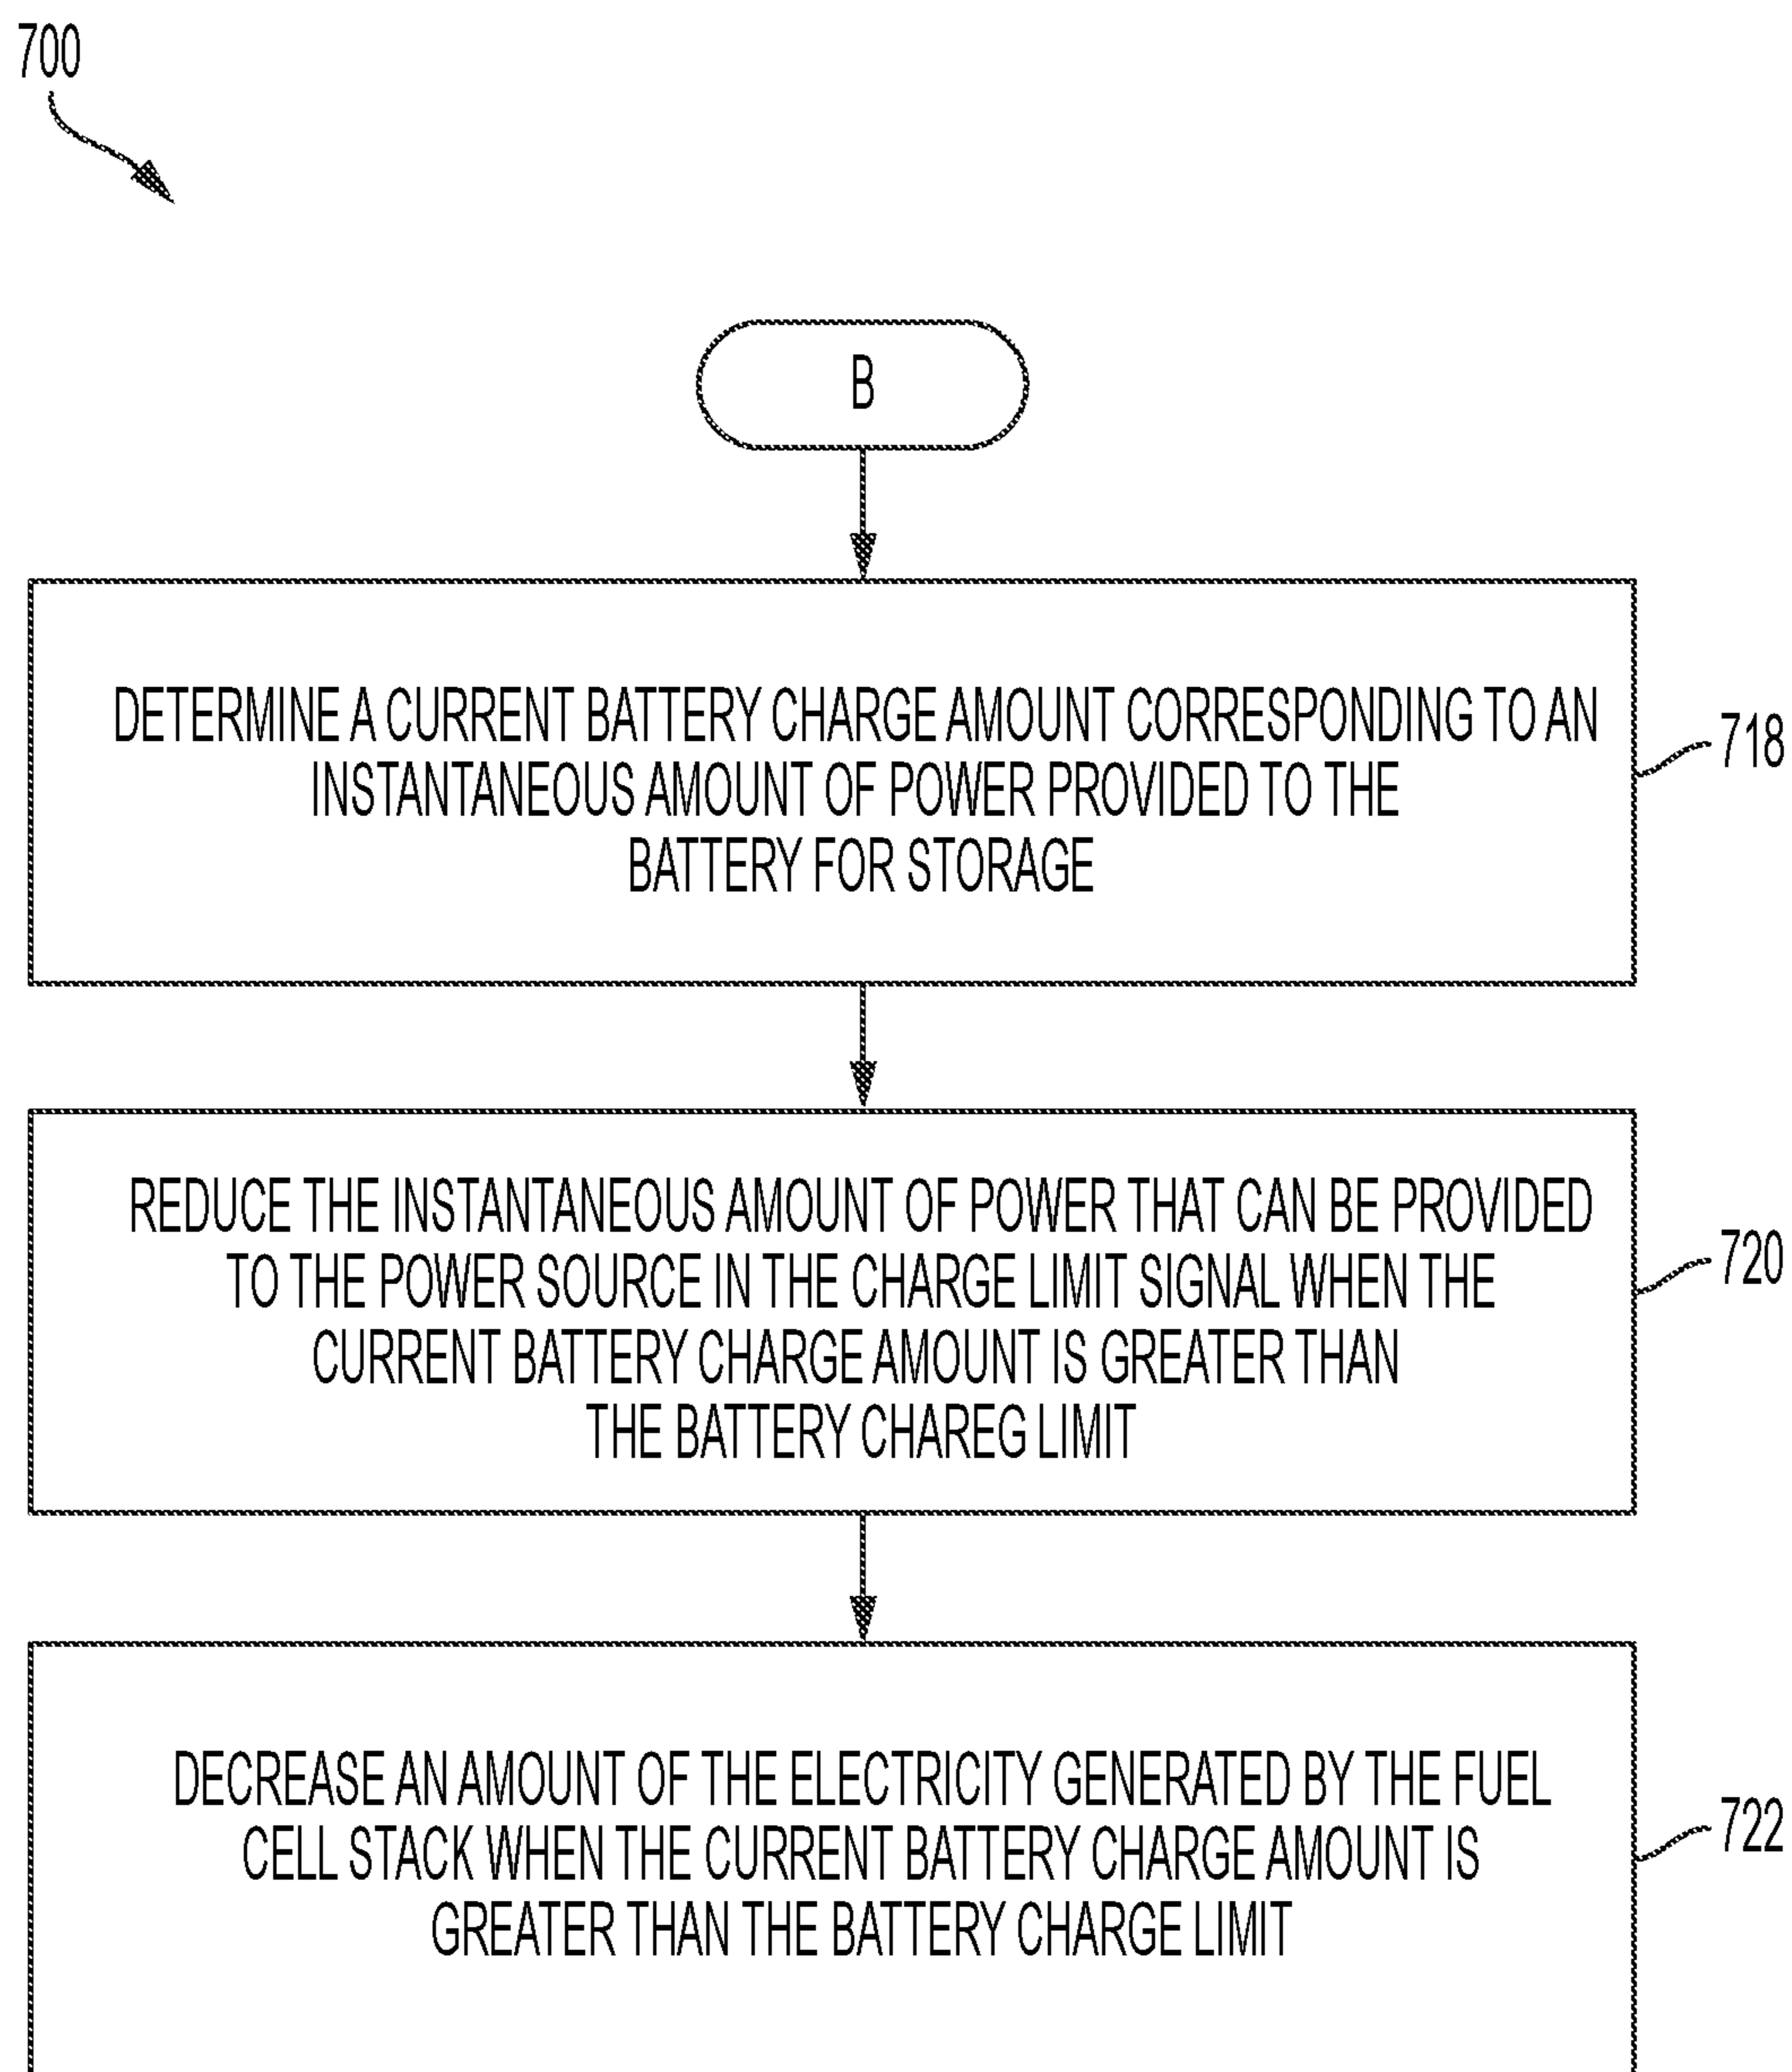 700
B
DETERMINE A CURRENT BATTERY CHARGE AMOUNT CORRESPONDING TO AN
INSTANTANEOUS AMOUNT OF POWER PROVIDED TO THE
BATTERY FOR STORAGE
718
REDUCE THE INSTANTANEOUS AMOUNT OF POWER THAT CAN BE PROVIDED
TO THE POWER SOURCE IN THE CHARGE LIMIT SIGNAL WHEN THE
CURRENT BATTERY CHARGE AMOUNT IS GREATER THAN
THE BATTERY CHAREG LIMIT
720
DECREASE AN AMOUNT OF THE ELECTRICITY GENERATED BY THE FUEL
CELL STACK WHEN THE CURRENT BATTERY CHARGE AMOUNT IS
GREATER THAN THE BATTERY CHARGE LIMIT
722